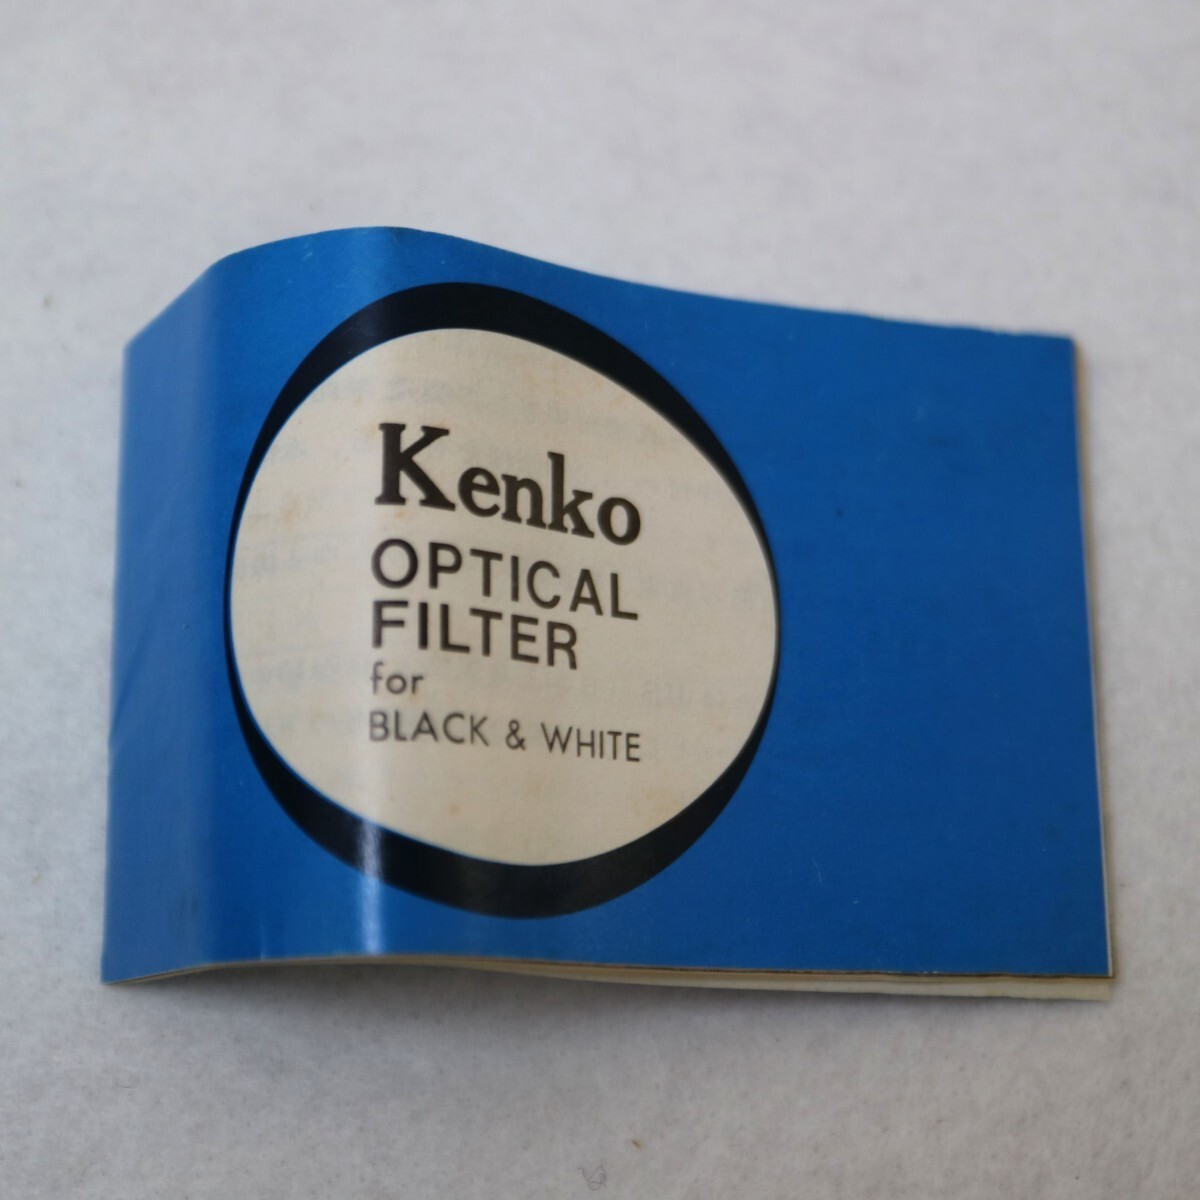 Kenko
OPTICAL
FILTER
for
BLACK & WHITE